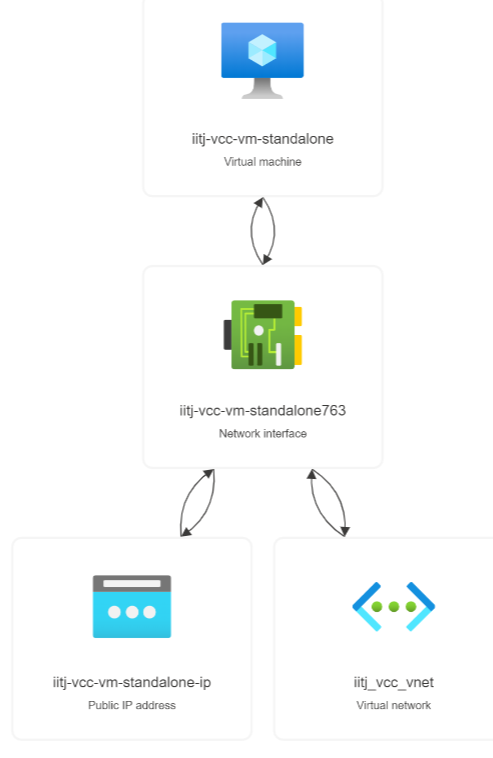 iitj-vcc-vm-standalone
Virtual machine
iitj-vcc-vm-standalone763
Network interface
iitj-vcc-vm-standalone-ip
Public IP address
iitj_vcc_vnet
Virtual network